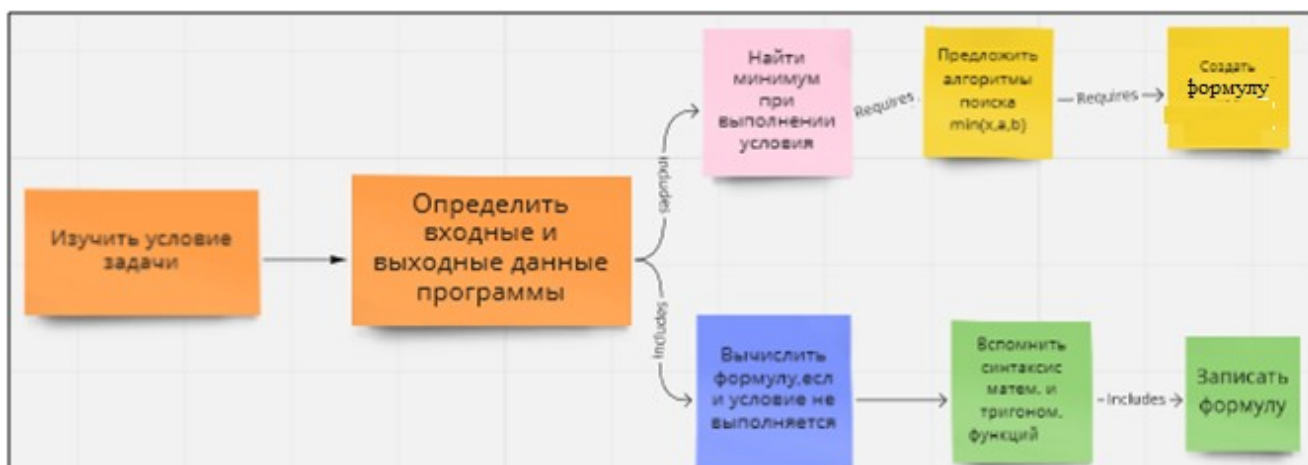 Изучить условие
задачи
Определить
входные и
выходные данные
программы
includes
Найти
минимум
при
выполнении
условия
Requires
Предложить
алгоритмы
поиска
min(x,a,b)
Requires
Создать
формулу
includes
Вычислить
формулу,есл
и условие не
выполняется
Вспомнить
синтаксис
матем. и
тригоном.
функций
Includes
Записать
формулу